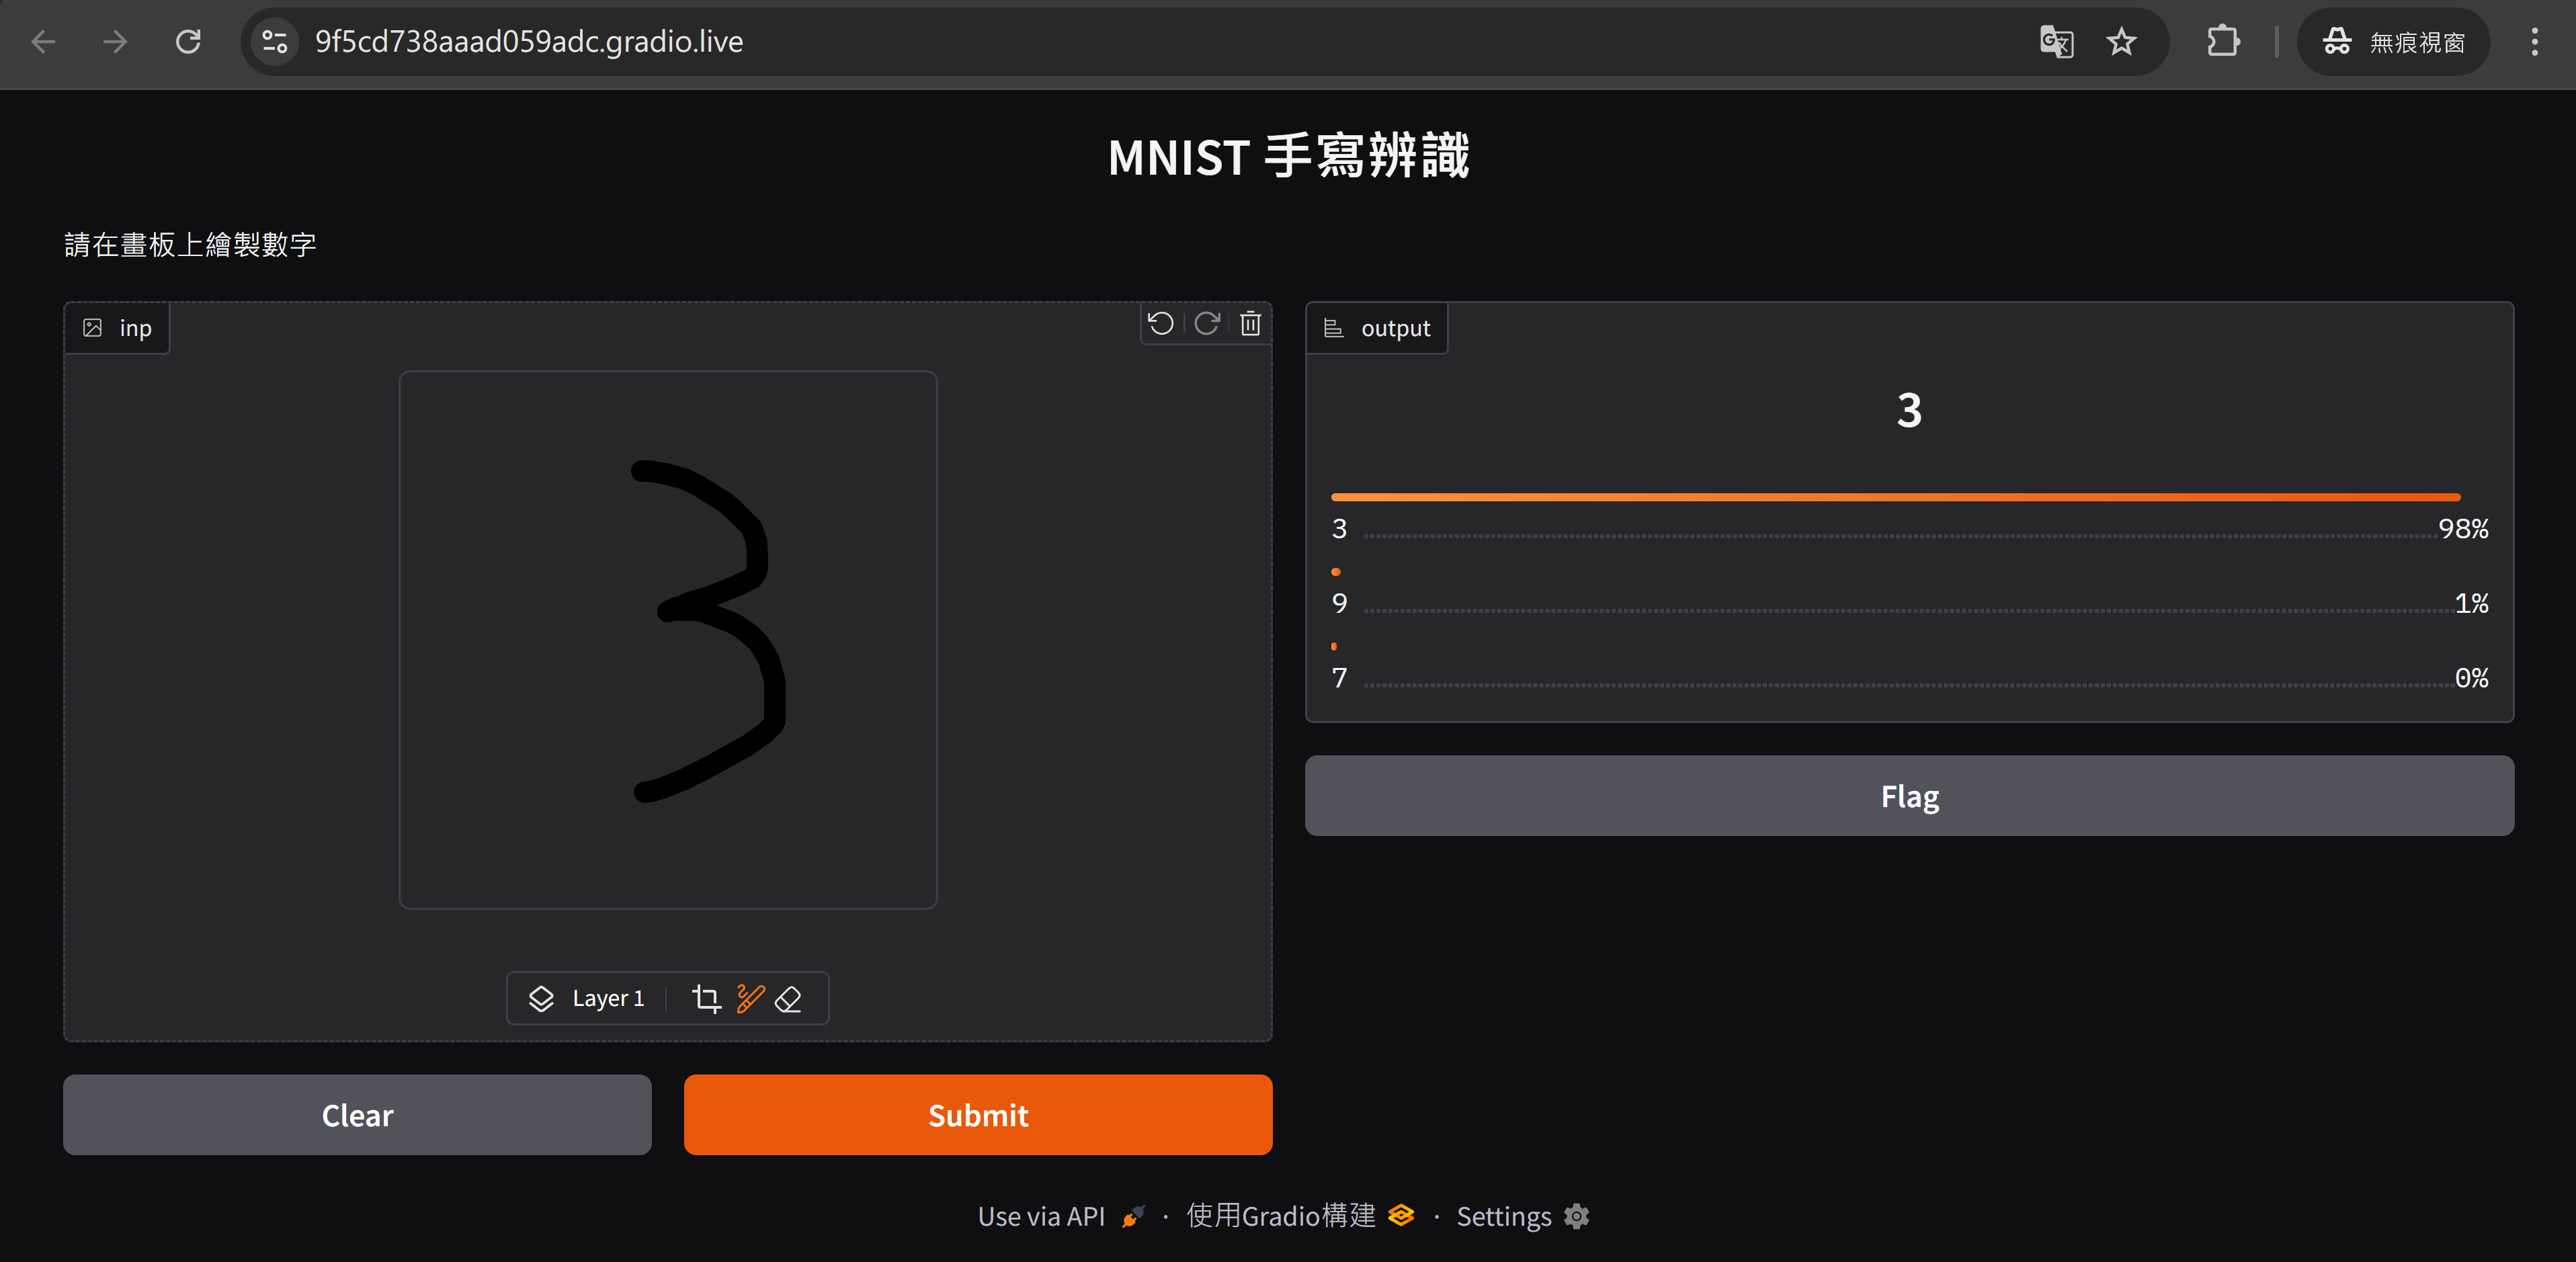 9f5cd738aaad059adc.gradio.live
無痕視窗
MNIST 手寫辨識
請在畫板上繪製數字
inp
3
Layer 1
Clear
Submit
output
3
3 98%
9 1%
7 0%
Flag
Use via API · 使用Gradio構建 · Settings